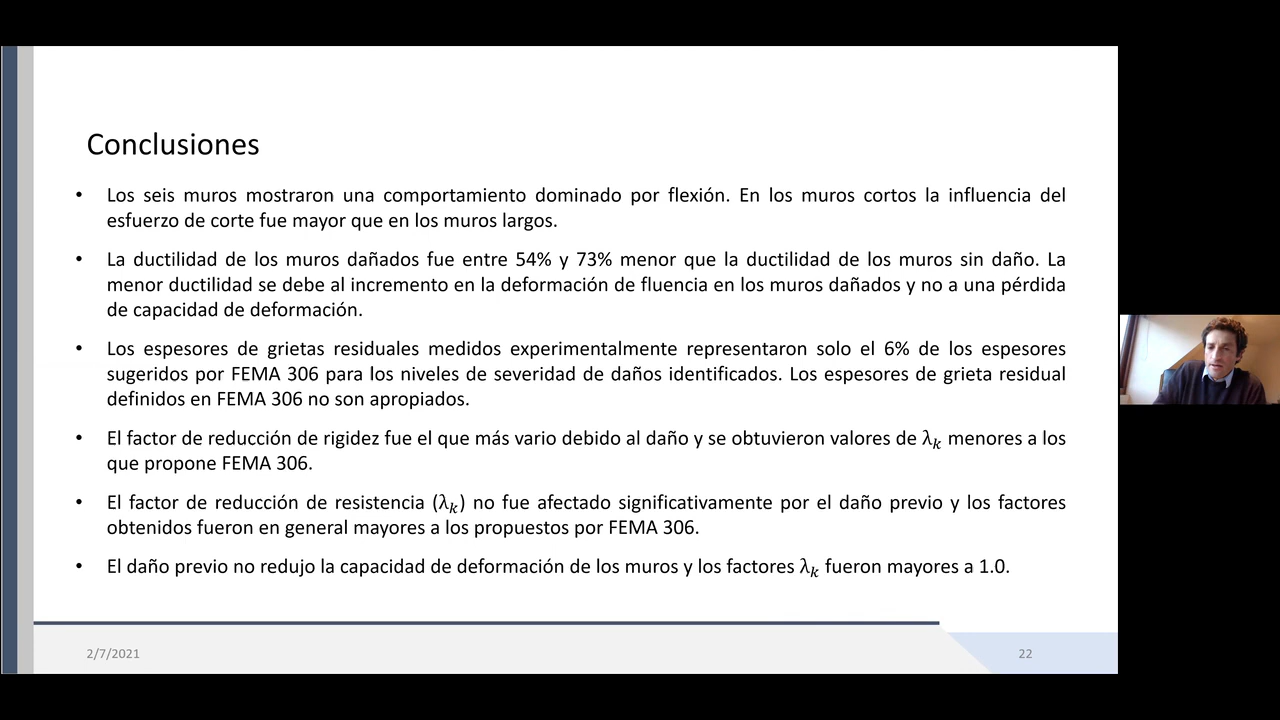 Conclusiones
• Los seis muros mostraron una comportamiento dominado por flexión. En los muros cortos la influencia del
esfuerzo de corte fue mayor que en los muros largos.
• La ductilidad de los muros dañados fue entre 54% y 73% menor que la ductilidad de los muros sin daño. La
menor ductilidad se debe al incremento en la deformación de fluencia en los muros dañados y no a una pérdida
de capacidad de deformación.
• Los espesores de grietas residuales medidos experimentalmente representaron solo el 6% de los espesores
sugeridos por FEMA 306 para los niveles de severidad de daños identificados. Los espesores de grieta residual
definidos en FEMA 306 no son apropiados.
• El factor de reducción de rigidez fue el que más vario debido al daño y se obtuvieron valores de λₖ menores a los
que propone FEMA 306.
• El factor de reducción de resistencia (λₖ) no fue afectado significativamente por el daño previo y los factores
obtenidos fueron en general mayores a los propuestos por FEMA 306.
• El daño previo no redujo la capacidad de deformación de los muros y los factores λₖ fueron mayores a 1.0.
2/7/2021
22